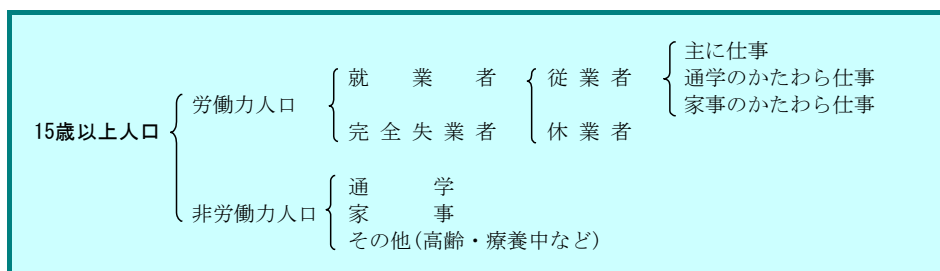 主に仕事
就業者 従業者 通学のかたわら仕事
労働力人口 家事のかたわら仕事
15歳以上人口 完全失業者 休業者
通学
非労働力人口 家事
その他(高齢・療養中など)